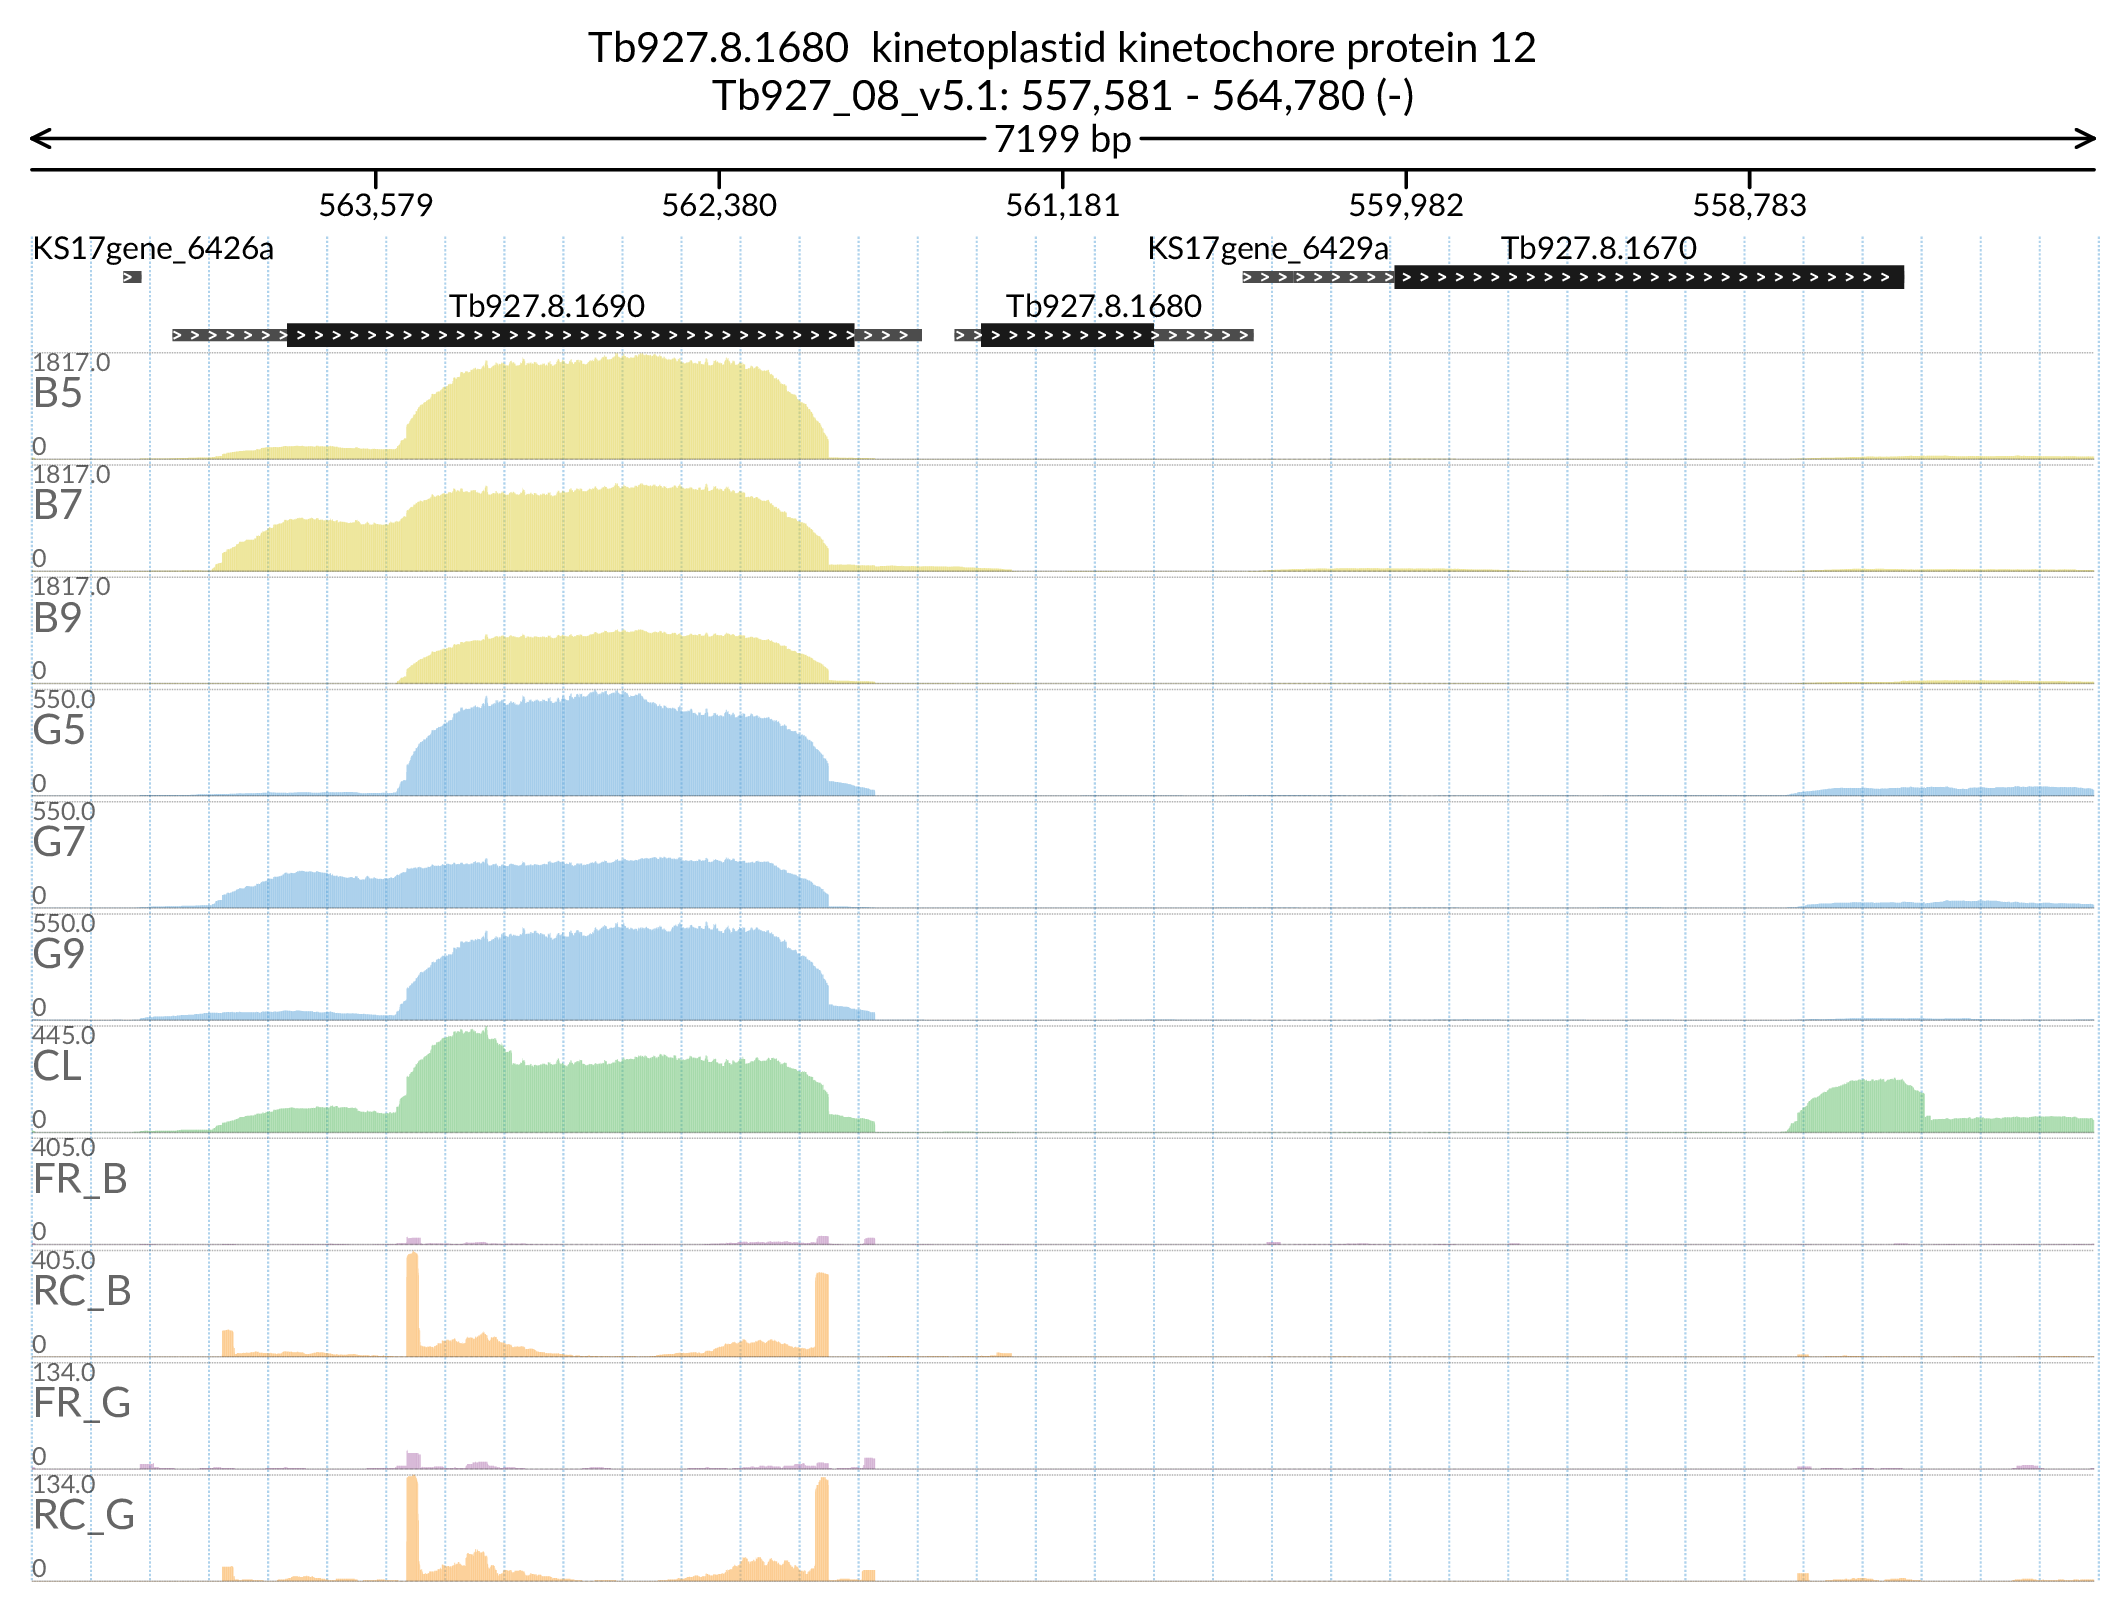 Tb927.8.1680  kinetoplastid kinetochore protein 12
Tb927_08_v5.1: 557,581 - 564,780 (-)
7199 bp
563,579 562,380 561,181 559,982 558,783
KS17gene_6426a KS17gene_6429a Tb927.8.1670
Tb927.8.1690 Tb927.8.1680
1817.0
B5
0
1817.0
B7
0
1817.0
B9
0
550.0
G5
0
550.0
G7
0
550.0
G9
0
445.0
CL
0
405.0
FR_B
0
405.0
RC_B
0
134.0
FR_G
0
134.0
RC_G
0